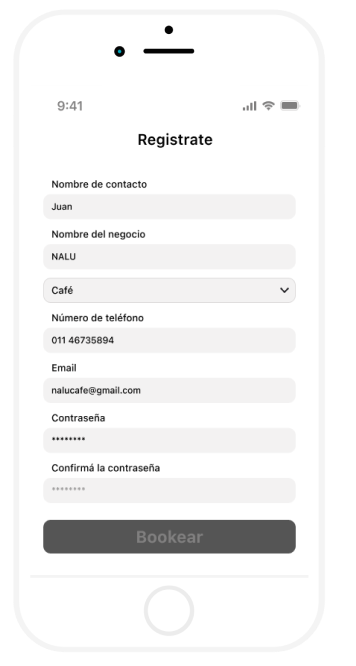 9:41
Registrate
Nombre de contacto
Juan
Nombre del negocio
NALU
Café
Número de teléfono
011 46735894
Email
nalucafe@gmail.com
Contraseña
********
Confirmá la contraseña
********
Bookear